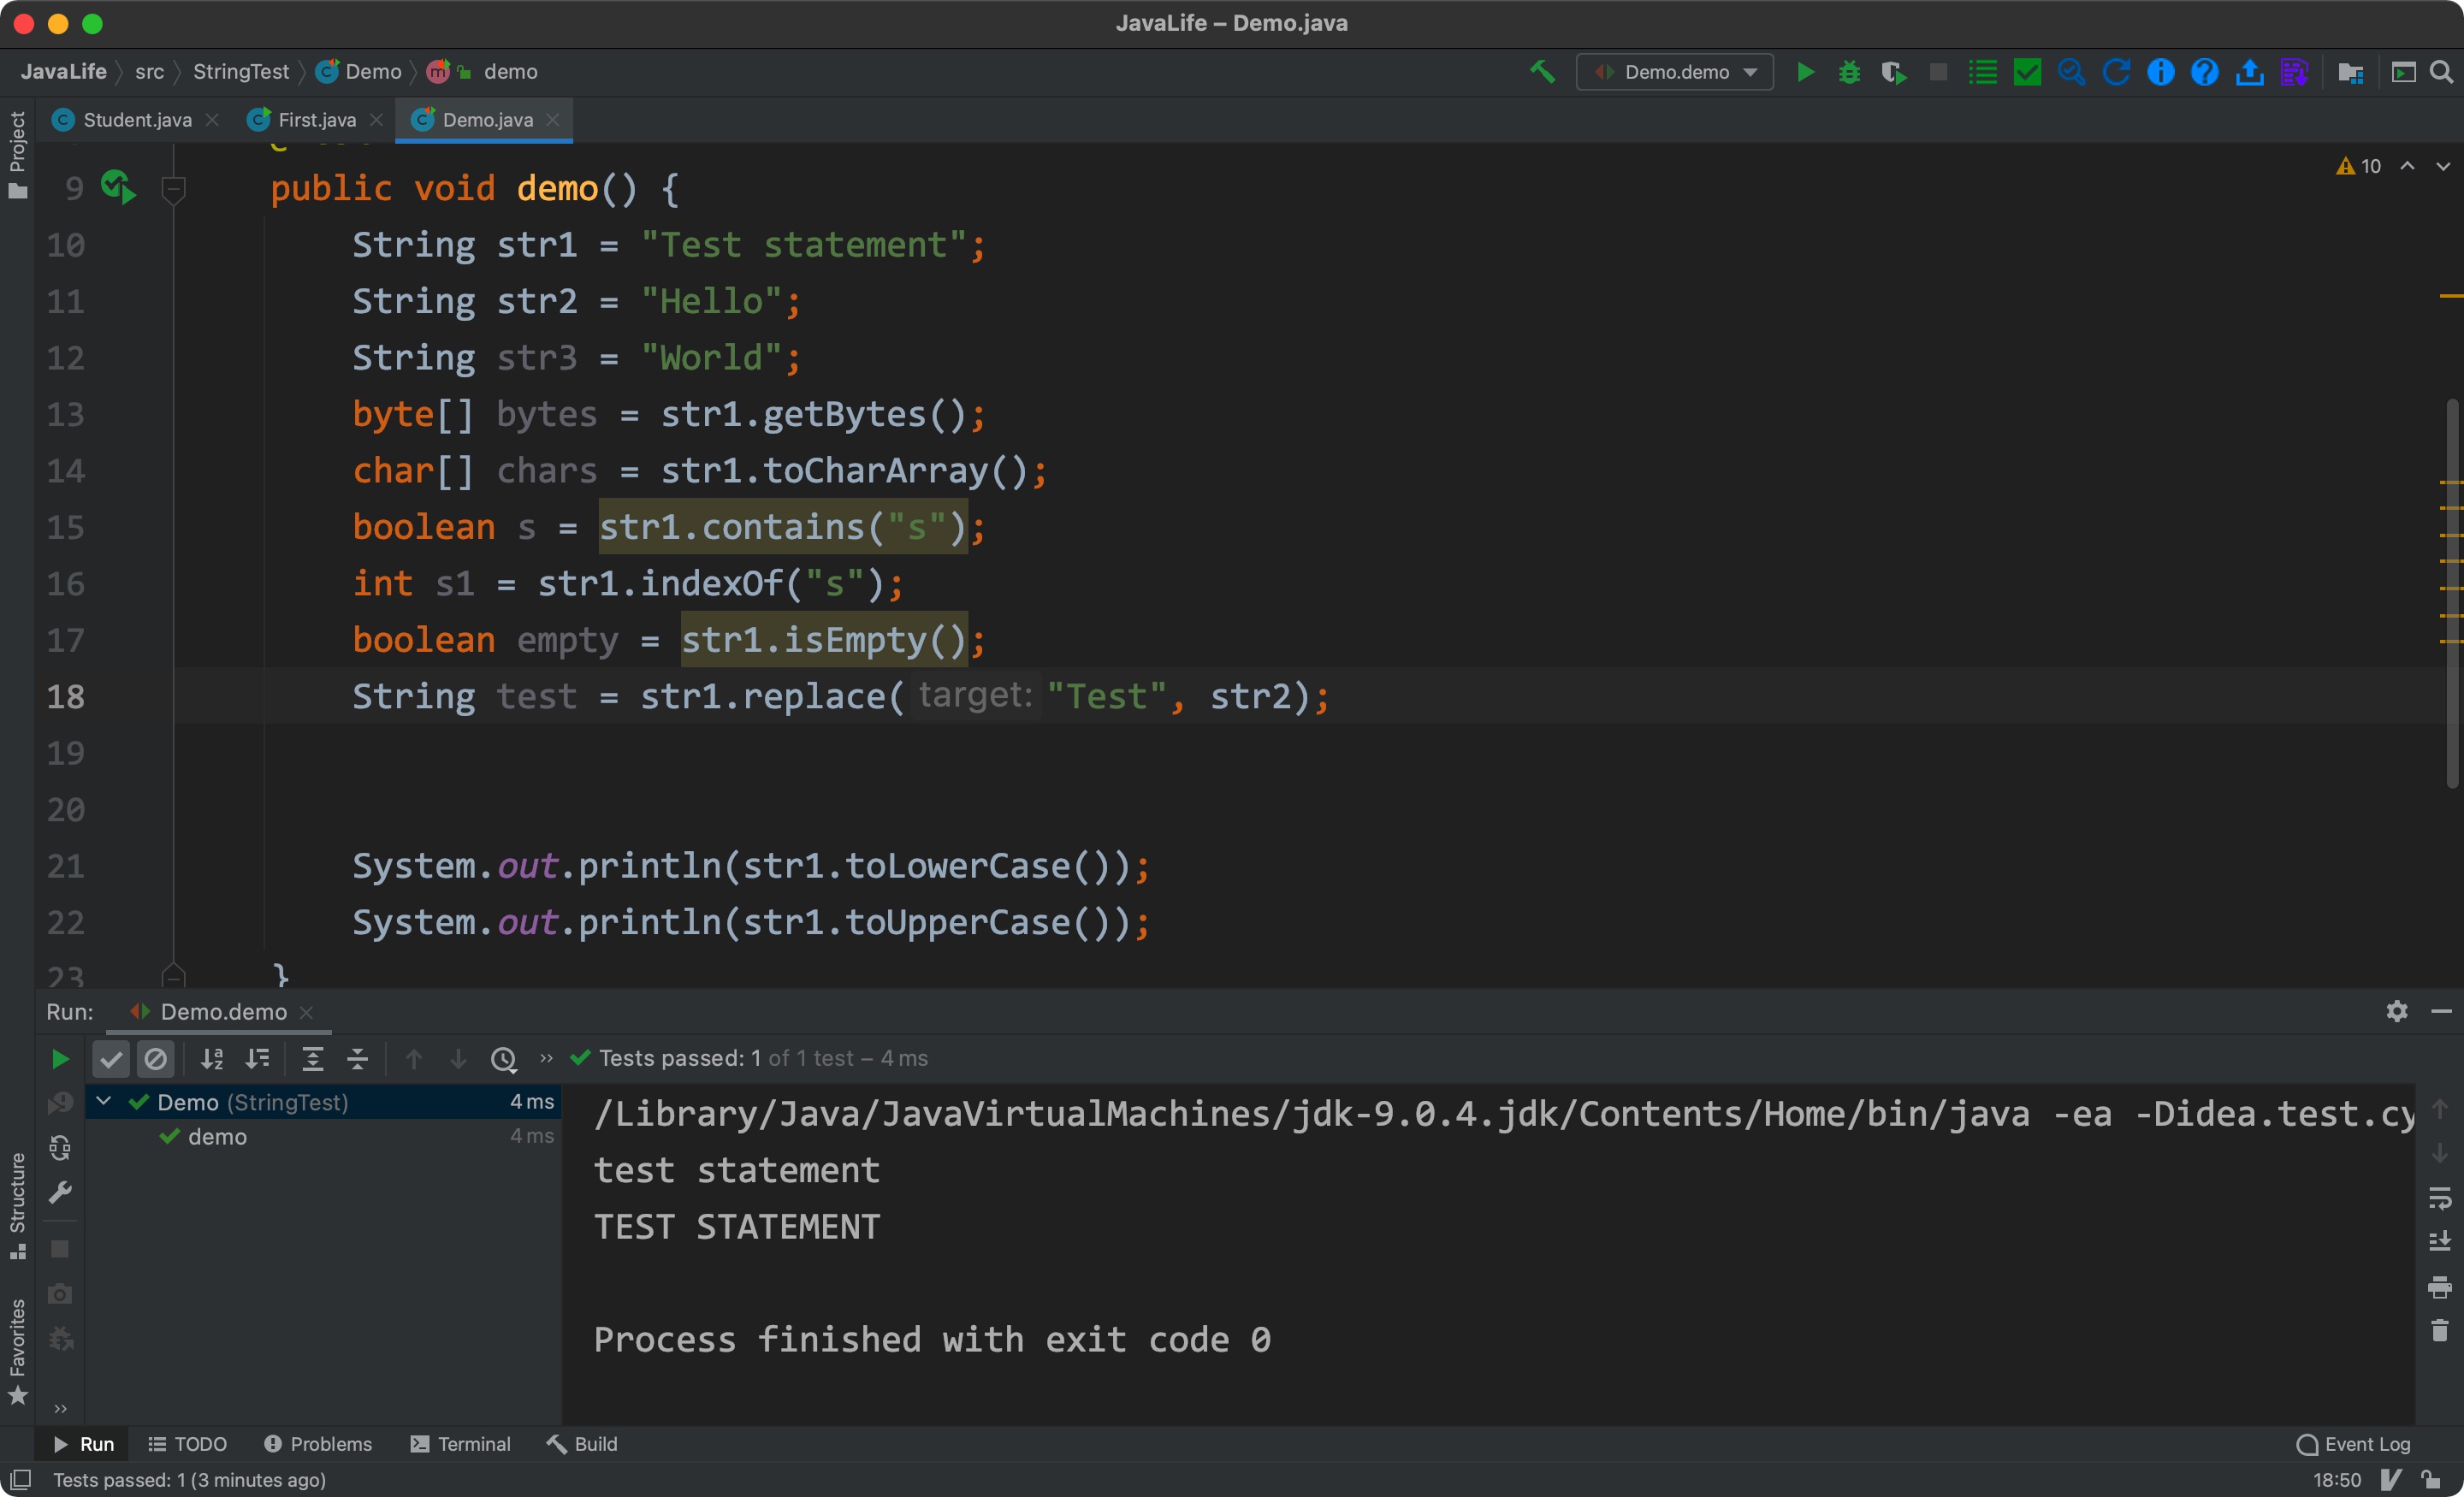 JavaLife – Demo.java
JavaLife src StringTest Demo demo
Demo.demo
Project
Student.java First.java Demo.java
10
9 public void demo() {
10 String str1 = "Test statement";
11 String str2 = "Hello";
12 String str3 = "World";
13 byte[] bytes = str1.getBytes();
14 char[] chars = str1.toCharArray();
15 boolean s = str1.contains("s");
16 int s1 = str1.indexOf("s");
17 boolean empty = str1.isEmpty();
18 String test = str1.replace( target: "Test", str2);
19
20
21 System.out.println(str1.toLowerCase());
22 System.out.println(str1.toUpperCase());
23 }
Run: Demo.demo
Tests passed: 1 of 1 test – 4 ms
Demo (StringTest) 4 ms
demo 4 ms
/Library/Java/JavaVirtualMachines/jdk-9.0.4.jdk/Contents/Home/bin/java -ea -Didea.test.cy
test statement
TEST STATEMENT
Process finished with exit code 0
Structure
Favorites
Run TODO Problems Terminal Build Event Log
Tests passed: 1 (3 minutes ago) 18:50